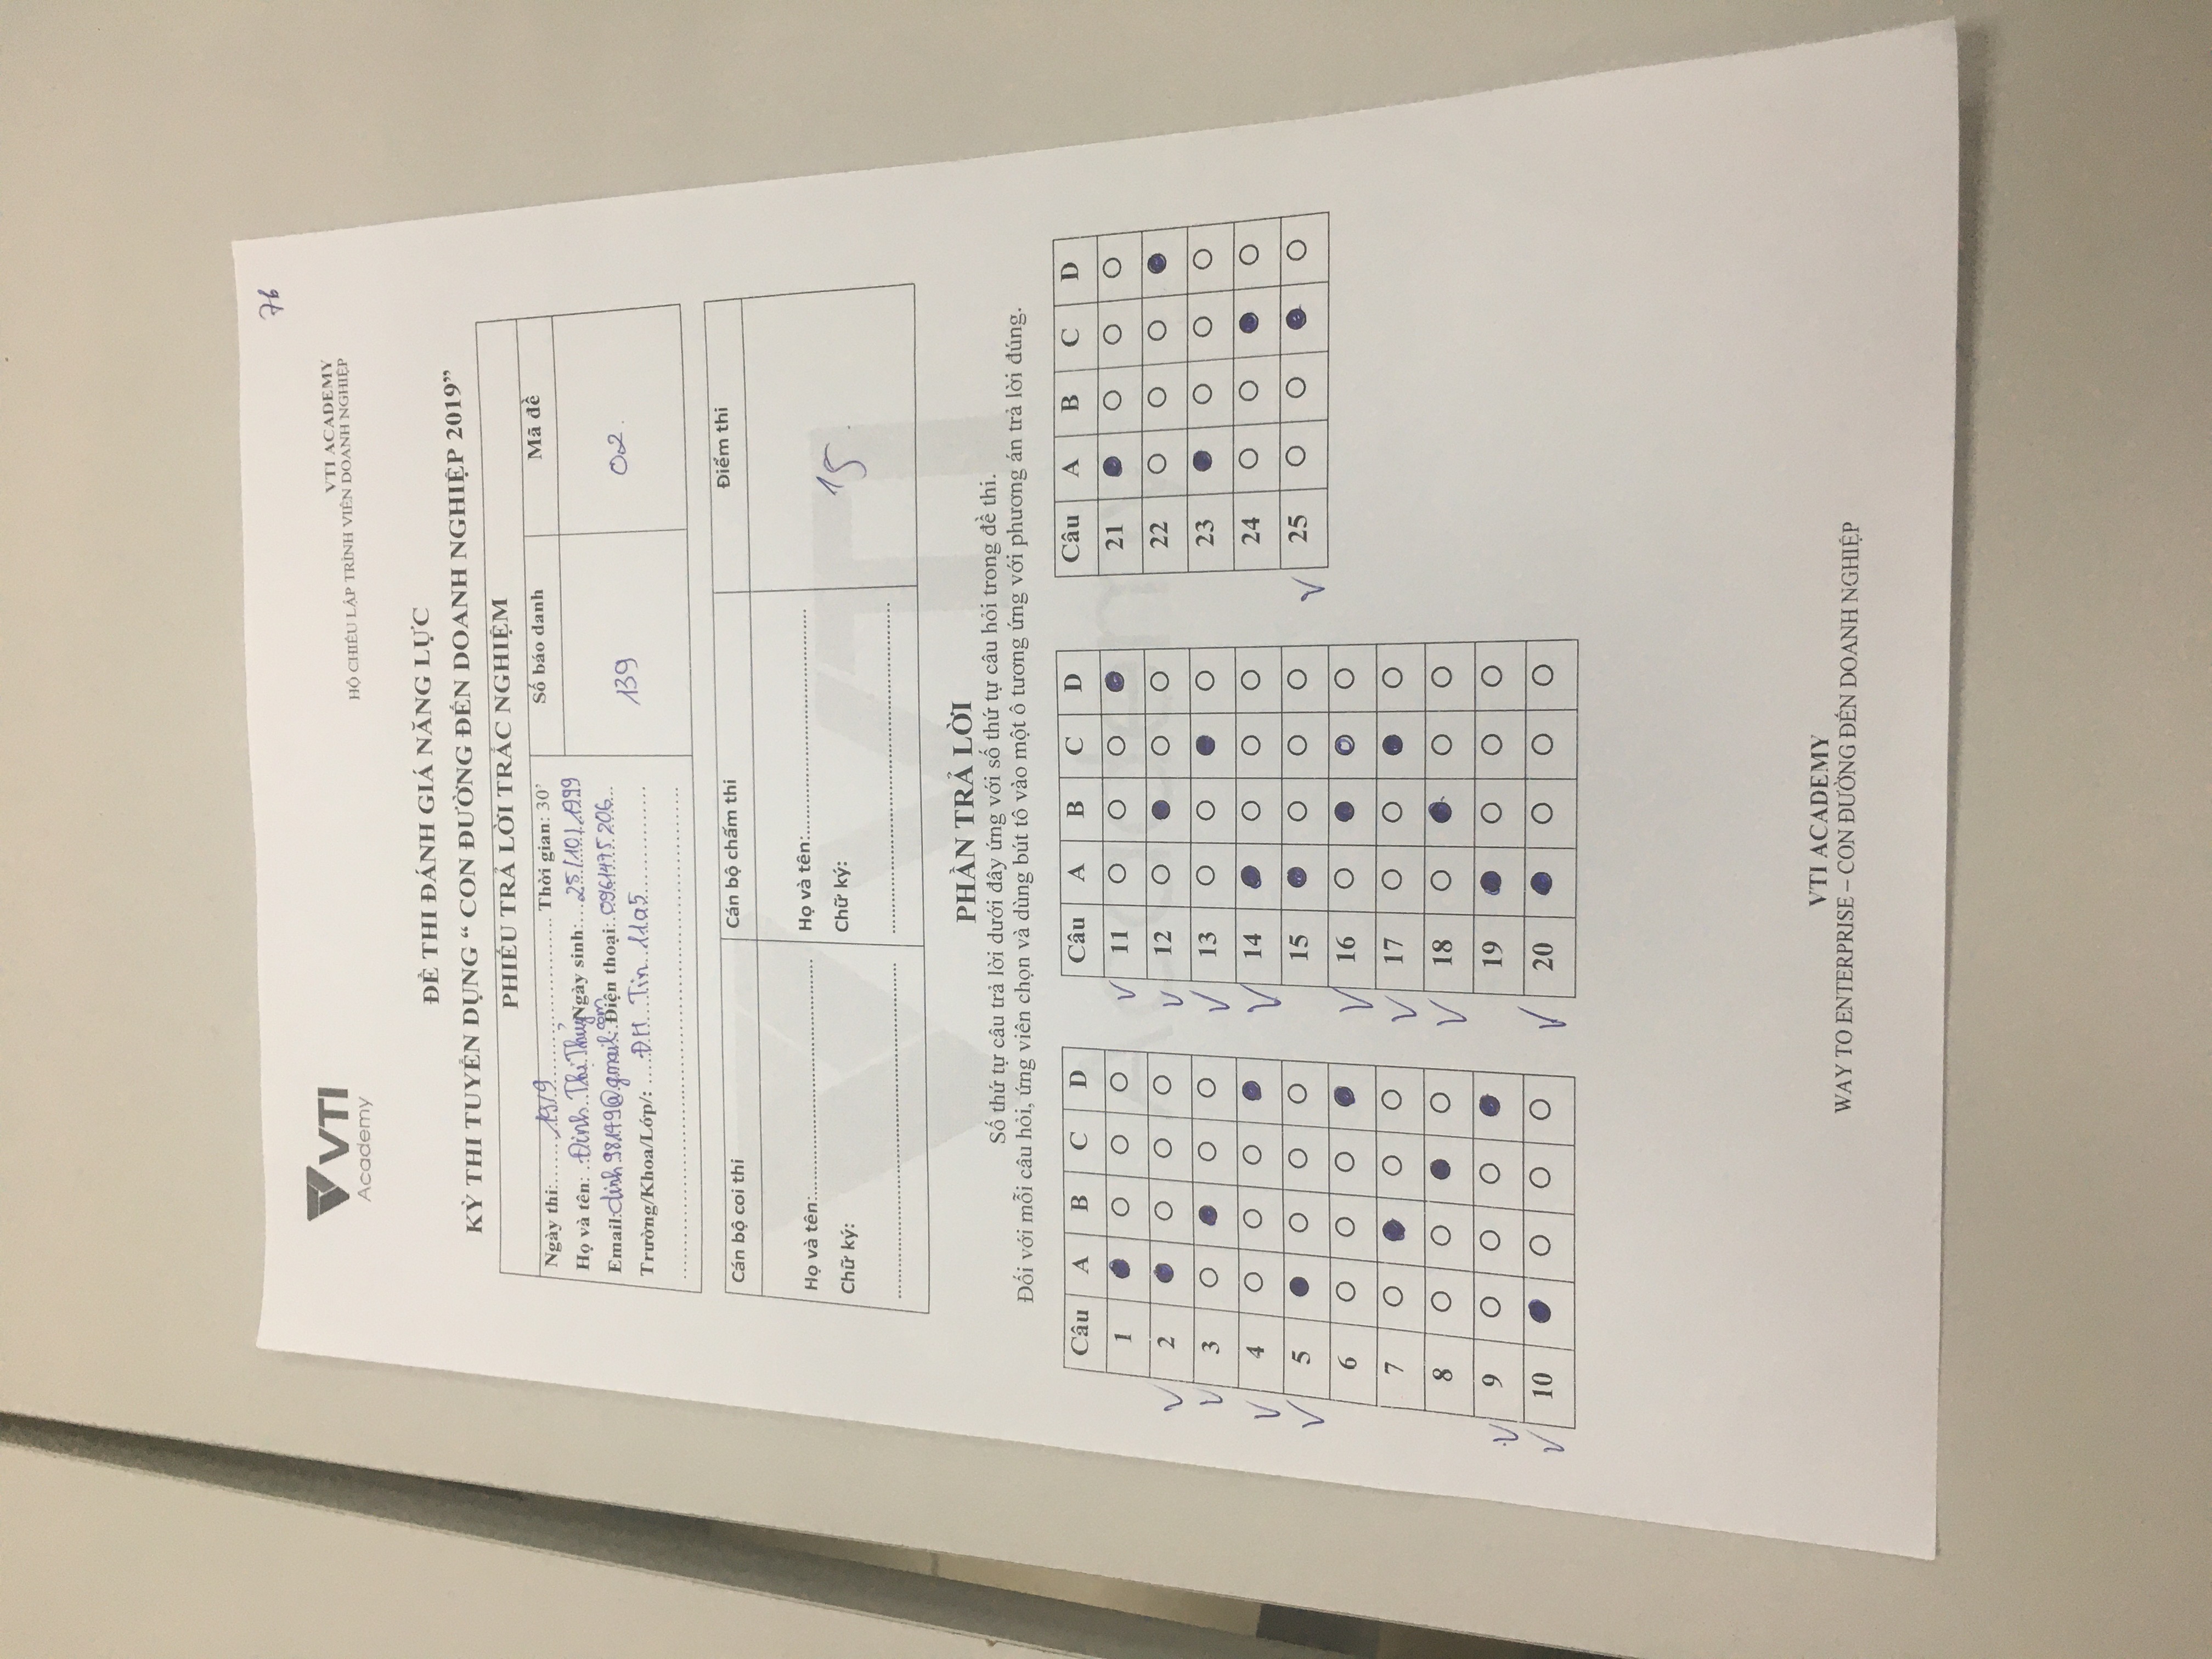 76
VTI
Academy
VTI ACADEMY
HỘ CHIẾU LẬP TRÌNH VIÊN DOANH NGHIỆP
ĐỀ THI ĐÁNH GIÁ NĂNG LỰC
KỲ THI TUYỂN DỤNG “ CON ĐƯỜNG ĐẾN DOANH NGHIỆP 2019”
PHIẾU TRẢ LỜI TRẮC NGHIỆM
Ngày thi: 19/9 Thời gian: 30’
Số báo danh
Mã đề
Họ và tên: Đinh Thị Thuỷ Ngày sinh: 25/10/1999
Email: dinh98149@gmail.com Điện thoại: 0961475206
Trường/Khoa/Lớp/: ĐH Tin 11a5
139
02.
Cán bộ coi thi
Cán bộ chấm thi
Điểm thi
Họ và tên:
Họ và tên:
Chữ ký:
Chữ ký:
15.
VTI
Academy
PHẦN TRẢ LỜI
Số thứ tự câu trả lời dưới đây ứng với số thứ tự câu hỏi trong đề thi.
Đối với mỗi câu hỏi, ứng viên chọn và dùng bút tô vào một ô tương ứng với phương án trả lời đúng.
Câu A B C D
1
2
3
4
5
6
7
8
9
10
Câu A B C D
11
12
13
14
15
16
17
18
19
20
Câu A B C D
21
22
23
24
25
VTI ACADEMY
WAY TO ENTERPRISE – CON ĐƯỜNG ĐẾN DOANH NGHIỆP